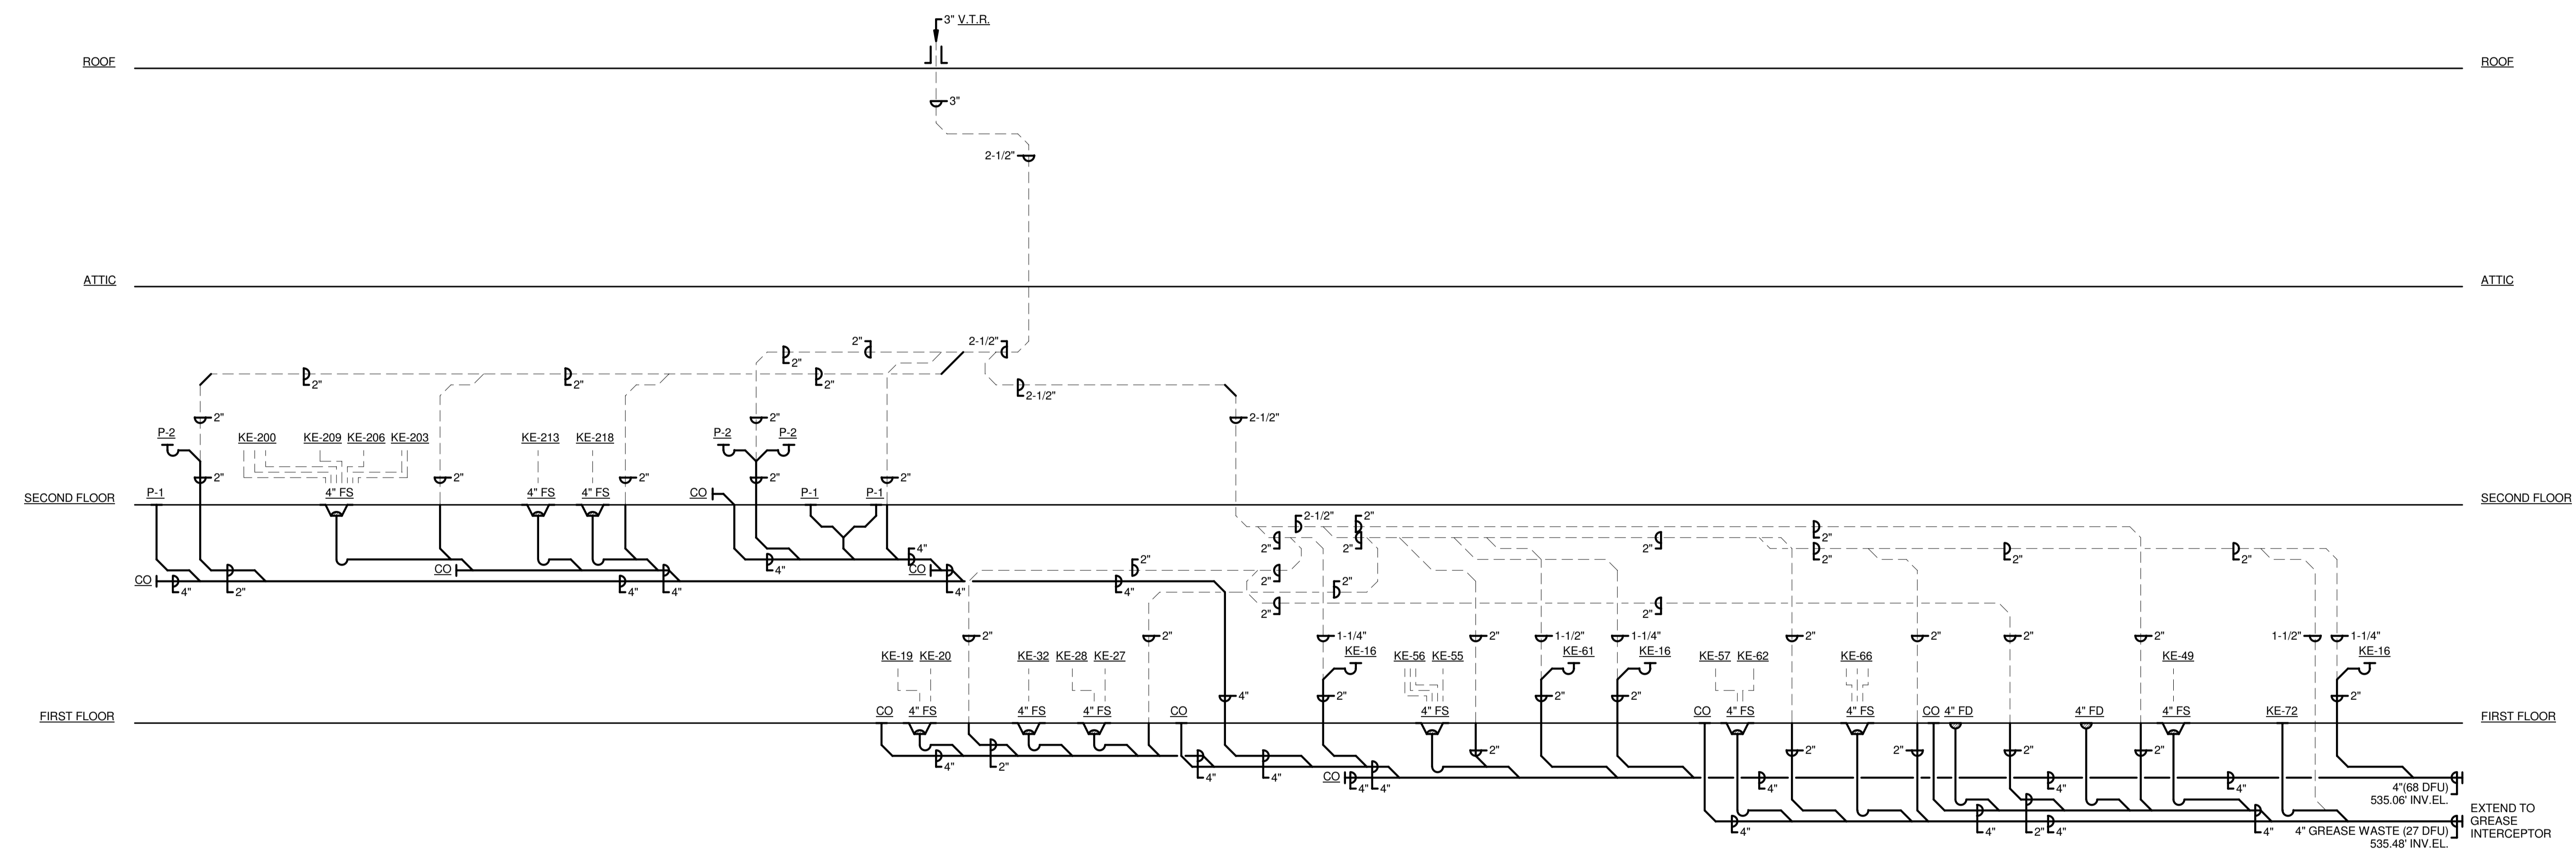 3" V.T.R.
ROOF
ROOF
3"
2-1/2"
ATTIC
ATTIC
2"
2-1/2"
2"
2"
2"
2"
2-1/2"
2"
2"
2-1/2"
P-2
KE-200
KE-209
KE-206
KE-203
KE-213
KE-218
P-2
P-2
2"
2"
2"
2"
2"
SECOND FLOOR
P-1
4" FS
4" FS
4" FS
CO
P-1
P-1
SECOND FLOOR
2-1/2"
2"
2"
4"
2"
2"
2"
2"
2"
2"
2"
CO
4"
CO
2"
2"
CO
4"
2"
4"
4"
4"
4"
2"
2"
2"
2"
2"
1-1/4"
2"
1-1/2"
1-1/4"
2"
2"
2"
2"
1-1/2"
1-1/4"
KE-19
KE-20
KE-32
KE-28
KE-27
KE-16
KE-56
KE-55
KE-61
KE-16
KE-57
KE-62
KE-66
KE-49
KE-16
4"
2"
2"
2"
2"
FIRST FLOOR
CO
4" FS
4" FS
4" FS
CO
4" FS
CO
4" FS
4" FS
CO
4" FD
4" FD
4" FS
KE-72
FIRST FLOOR
2"
2"
2"
2"
2"
4"
2"
4"
4"
CO
4"
4"
4"
4"
4"
4"(68 DFU)
535.06' INV.EL.
4"
4"
2"
4"
4"
4" GREASE WASTE (27 DFU)
535.48' INV.EL.
EXTEND TO
GREASE
INTERCEPTOR